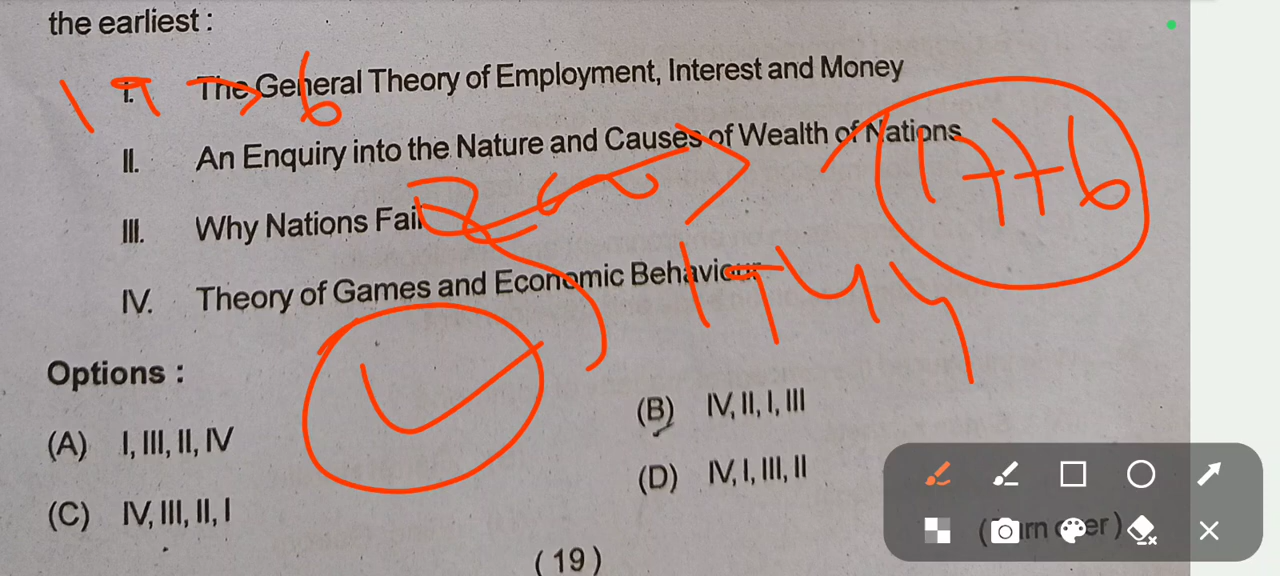 the earliest :
I. The General Theory of Employment, Interest and Money
II. An Enquiry into the Nature and Causes of Wealth of Nations
1776
III. Why Nations Fail
IV. Theory of Games and Economic Behaviour
1944
Options :
(A) I, III, II, IV
(B) IV, II, I, III
(C) IV, III, II, I
(D) IV, I, III, II
(19)